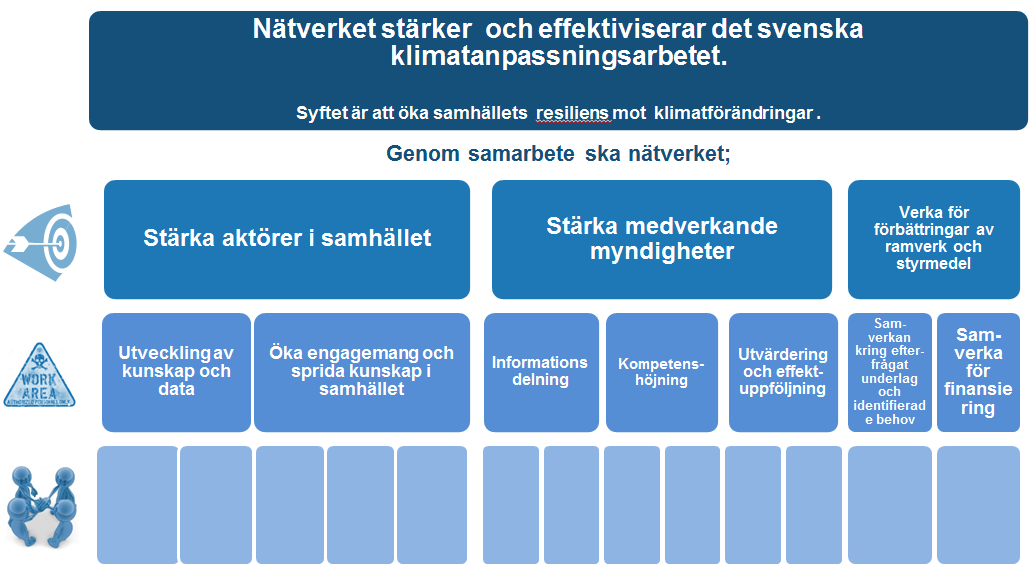 Nätverket stärker och effektiviserar det svenska
klimatanpassningsarbetet.
Syftet är att öka samhällets resiliens mot klimatförändringar .
Genom samarbete ska nätverket;
Stärka aktörer i samhället
Stärka medverkande
myndigheter
Verka för
förbättringar av
ramverk och
styrmedel
Utveckling av
kunskap och
data
Öka engagemang och
sprida kunskap i
samhället
Informations
delning
Kompetens-
höjning
Utvärdering
och effekt-
uppföljning
Sam-
verkan
kring efter-
frågat
underlag
och
identifierad
e behov
Sam-
verka
för
finansie
ring
WORK
AREA